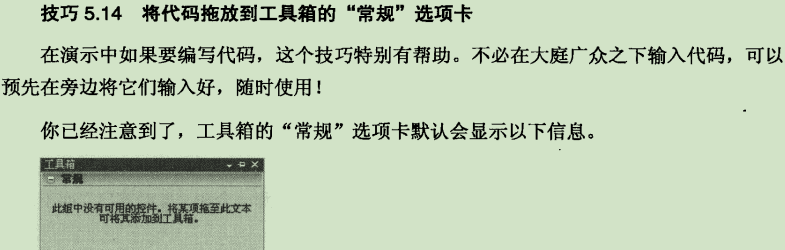 技巧 5.14 将代码拖放到工具箱的“常规”选项卡
在演示中如果要编写代码，这个技巧特别有帮助。不必在大庭广众之下输入代码，可以
预先在旁边将它们输入好，随时使用！
你已经注意到了，工具箱的“常规”选项卡默认会显示以下信息。
工具箱
常规
此组中没有可用的控件。将某项拖至此文本
可将其添加到工具箱。